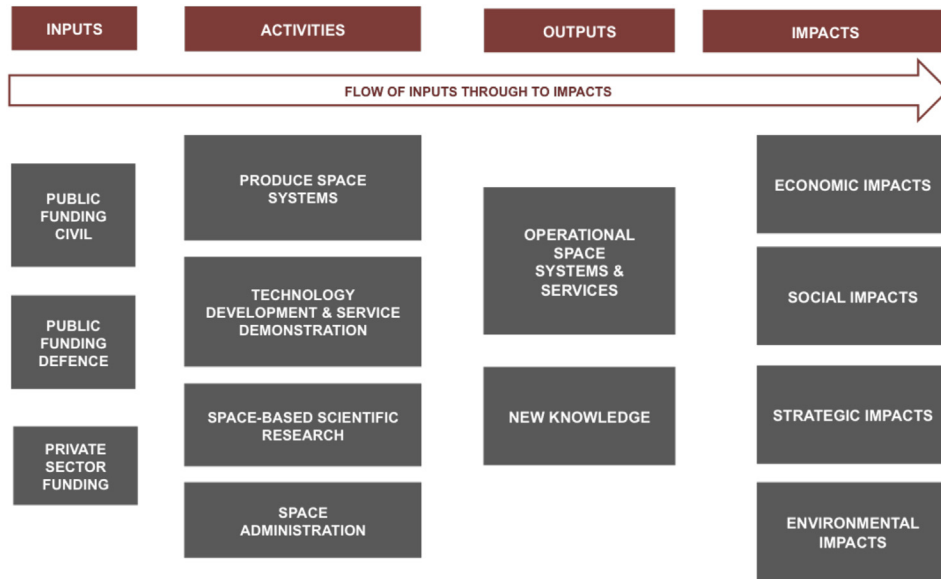 INPUTS
ACTIVITIES
OUTPUTS
IMPACTS
FLOW OF INPUTS THROUGH TO IMPACTS
PUBLIC
FUNDING
CIVIL
PUBLIC
FUNDING
DEFENCE
PRIVATE
SECTOR
FUNDING
PRODUCE SPACE
SYSTEMS
TECHNOLOGY
DEVELOPMENT & SERVICE
DEMONSTRATION
SPACE-BASED SCIENTIFIC
RESEARCH
SPACE
ADMINISTRATION
OPERATIONAL
SPACE
SYSTEMS &
SERVICES
NEW KNOWLEDGE
ECONOMIC IMPACTS
SOCIAL IMPACTS
STRATEGIC IMPACTS
ENVIRONMENTAL
IMPACTS